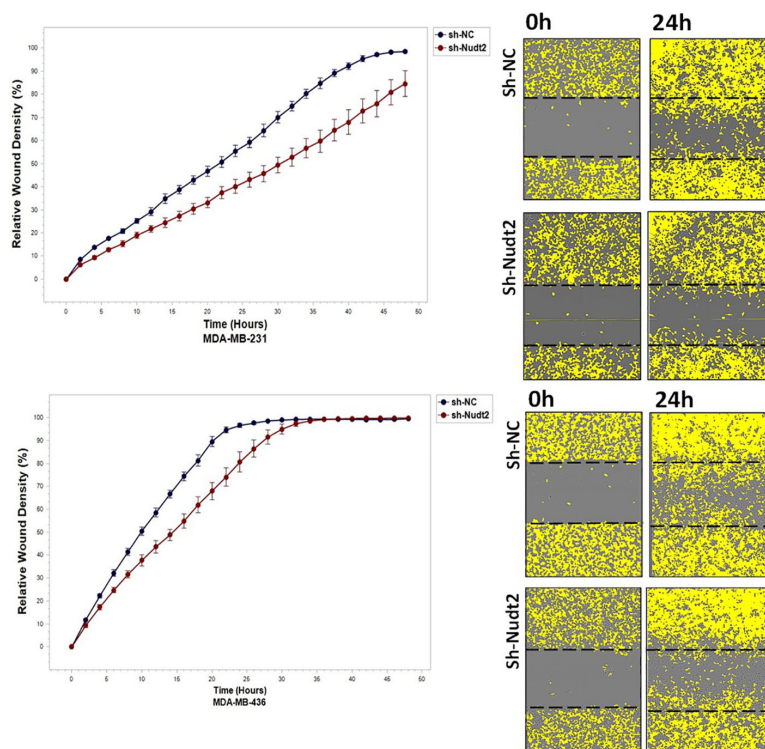 sh-NC
sh-Nudt2
Relative Wound Density (%)
100
90
80
70
60
50
40
30
20
10
0
0 5 10 15 20 25 30 35 40 45 50
Time (Hours)
MDA-MB-231
0h 24h
Sh-NC
Sh-Nudt2
sh-NC
sh-Nudt2
Relative Wound Density (%)
100
90
80
70
60
50
40
30
20
10
0
0 5 10 16 20 26 30 36 40 46 60
Time (Hours)
MDA-MB-436
0h 24h
Sh-NC
Sh-Nudt2